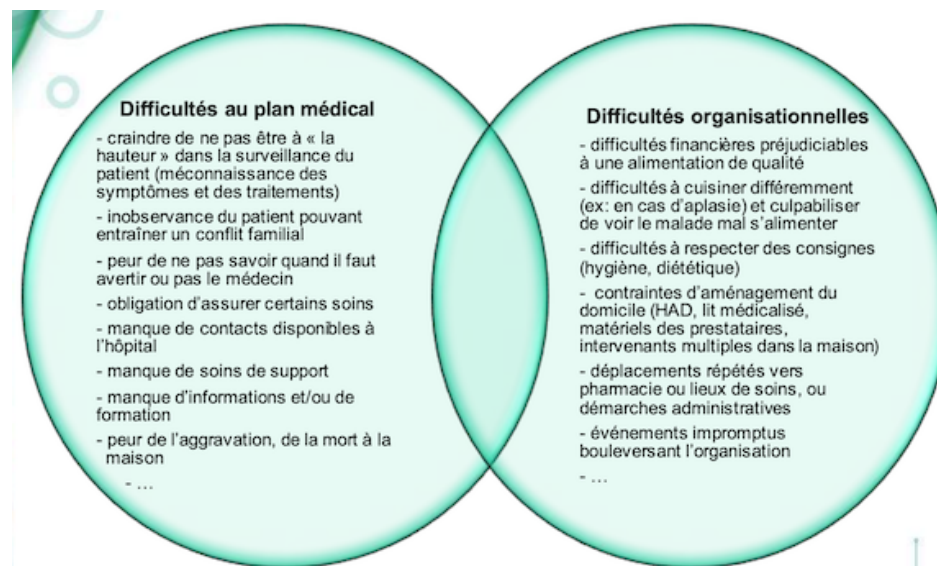 Difficultés au plan médical
- craindre de ne pas être à « la
hauteur » dans la surveillance du
patient (méconnaissance des
symptômes et des traitements)
- inobservance du patient pouvant
entraîner un conflit familial
- peur de ne pas savoir quand il faut
avertir ou pas le médecin
- obligation d'assurer certains soins
- manque de contacts disponibles à
l'hôpital
- manque de soins de support
- manque d'informations et/ou de
formation
- peur de l'aggravation, de la mort à la
maison
- ...
Difficultés organisationnelles
- difficultés financières préjudiciables
à une alimentation de qualité
- difficultés à cuisiner différemment
(ex: en cas d'aplasie) et culpabiliser
de voir le malade mal s'alimenter
- difficultés à respecter des consignes
(hygiène, diététique)
- contraintes d'aménagement du
domicile (HAD, lit médicalisé,
matériels des prestataires,
intervenants multiples dans la maison)
- déplacements répétés vers
pharmacie ou lieux de soins, ou
démarches administratives
- événements impromptus
bouleversant l'organisation
- ...